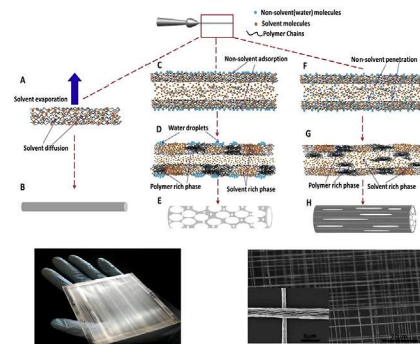 Non-solvent(water) molecules
Solvent molecules
Polymer Chains
A
Solvent evaporation
Solvent diffusion
B
C
Non-solvent adsorption
D
Water droplets
Polymer rich phase
Solvent rich phase
E
F
Non-solvent penetration
G
Polymer rich phase
Solvent rich phase
H